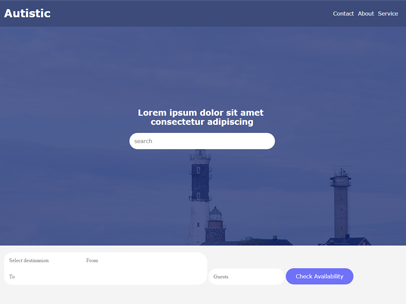 Autistic
Contact About Service
Lorem ipsum dolor sit amet
consectetur adipiscing
search
Select destination From
To
Guests
Check Availability